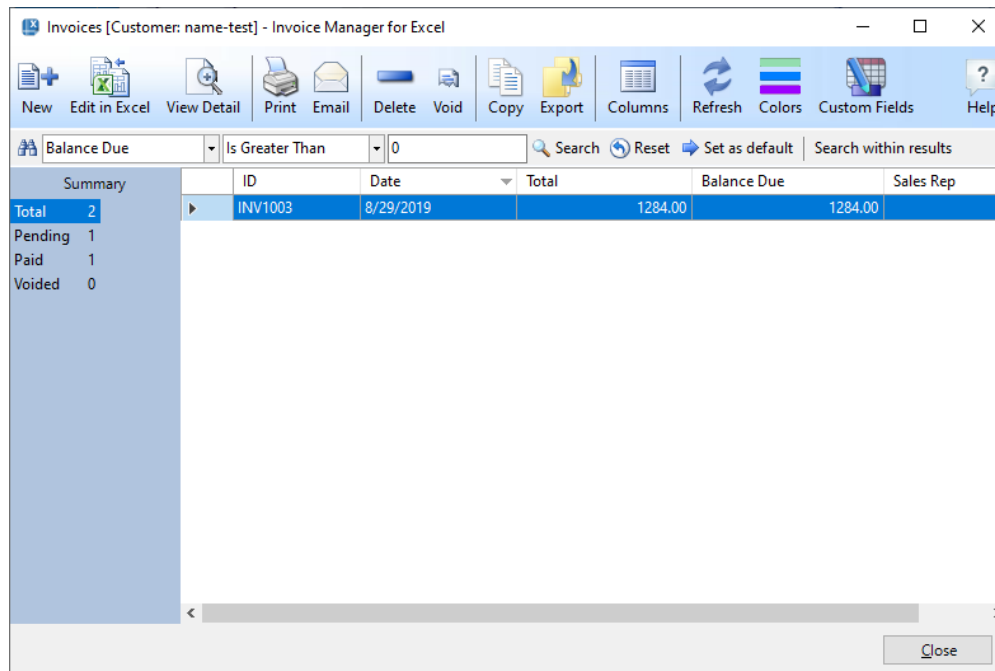 Invoices [Customer: name-test] - Invoice Manager for Excel
New Edit in Excel View Detail Print Email Delete Void Copy Export Columns Refresh Colors Custom Fields Help
Balance Due Is Greater Than 0 Search Reset Set as default Search within results
Summary ID Date Total Balance Due Sales Rep
Total 2 INV1003 8/29/2019 1284.00 1284.00
Pending 1
Paid 1
Voided 0
Close